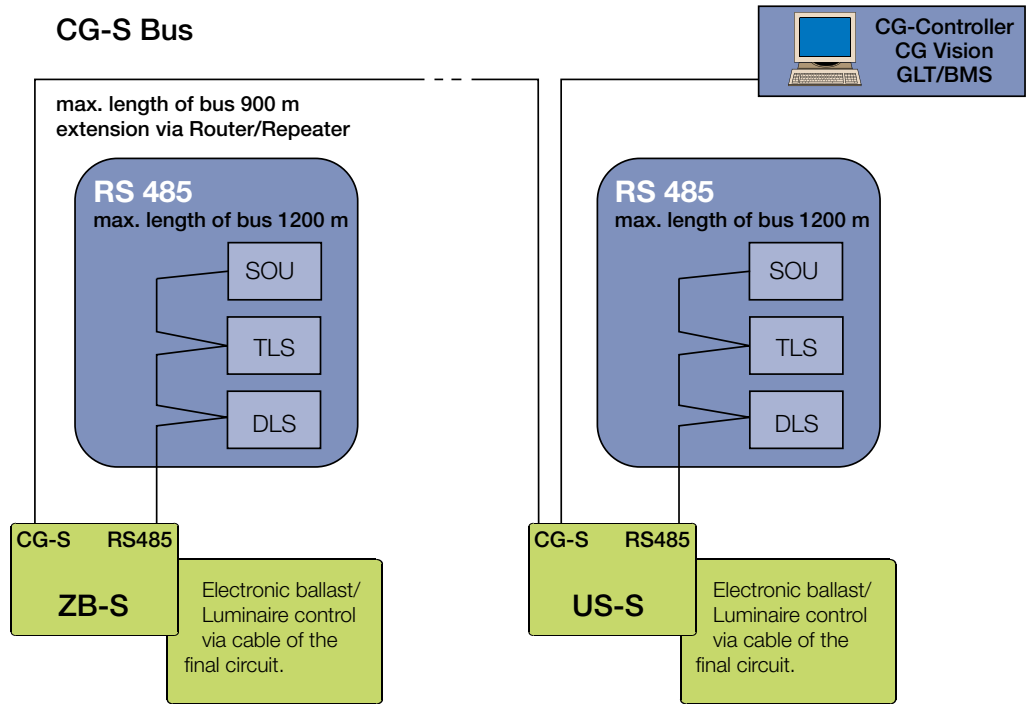 CG-S Bus
CG-Controller
CG Vision
GLT/BMS
max. length of bus 900 m
extension via Router/Repeater
RS 485
max. length of bus 1200 m
SOU
TLS
DLS
RS 485
max. length of bus 1200 m
SOU
TLS
DLS
CG-S RS485
ZB-S
Electronic ballast/
Luminaire control
via cable of the
final circuit.
CG-S RS485
US-S
Electronic ballast/
Luminaire control
via cable of the
final circuit.